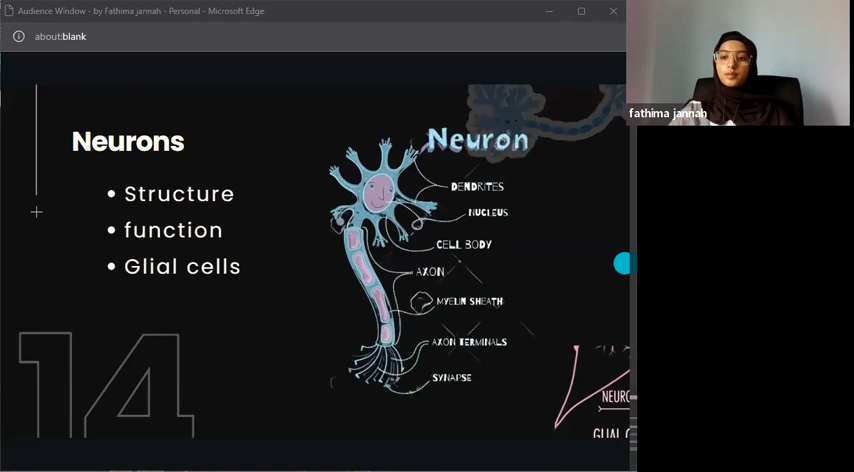 Audience Window - by Fathima jannah - Personal - Microsoft Edge
about:blank
fathima jannah
Neurons
• Structure
• function
• Glial cells
14
Neuron
DENDRITES
NUCLEUS
CELL BODY
AXON
MYELIN SHEATH
AXON TERMINALS
SYNAPSE